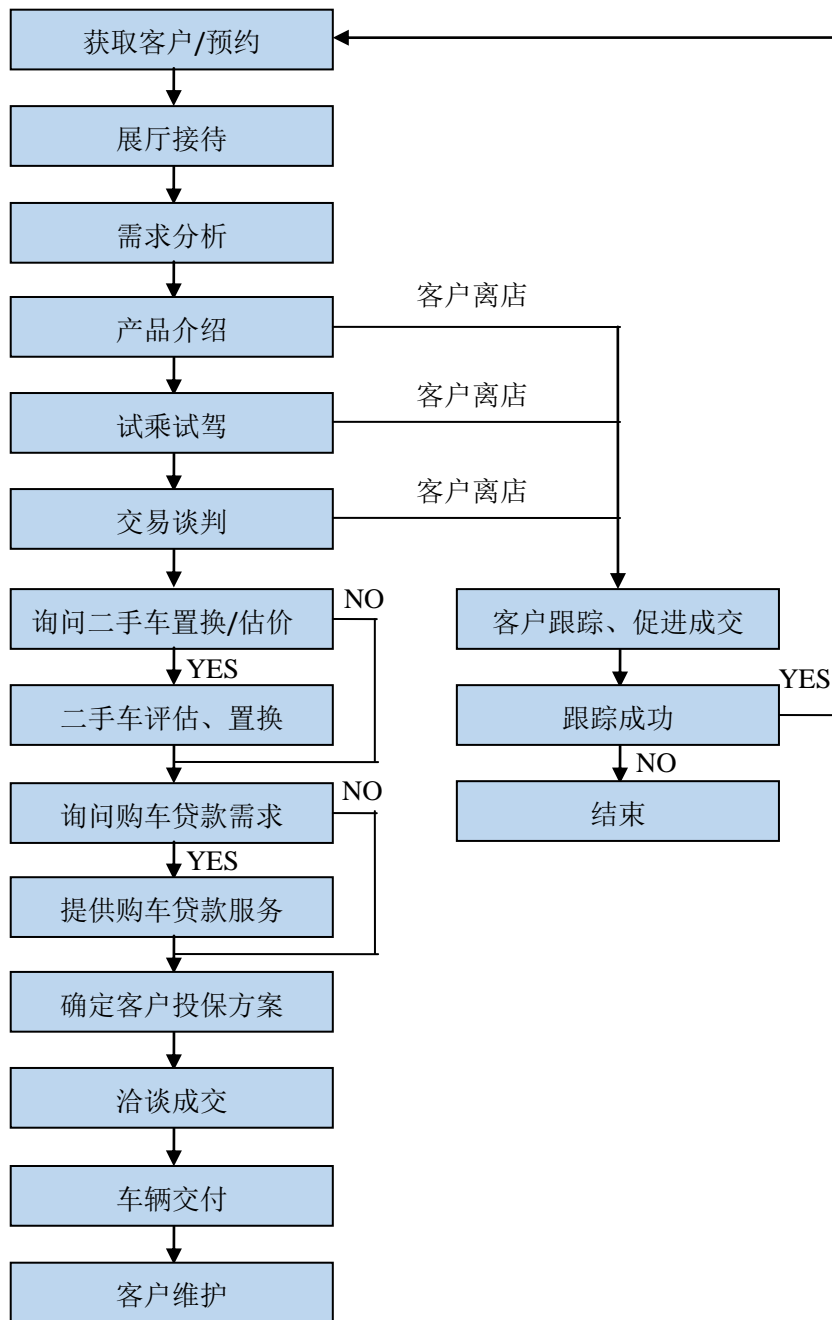 获取客户/预约
展厅接待
需求分析
客户离店
产品介绍
客户离店
试乘试驾
客户离店
交易谈判
NO
询问二手车置换/估价
客户跟踪、促进成交
YES
YES
二手车评估、置换
跟踪成功
NO
NO
询问购车贷款需求
结束
YES
提供购车贷款服务
确定客户投保方案
洽谈成交
车辆交付
客户维护